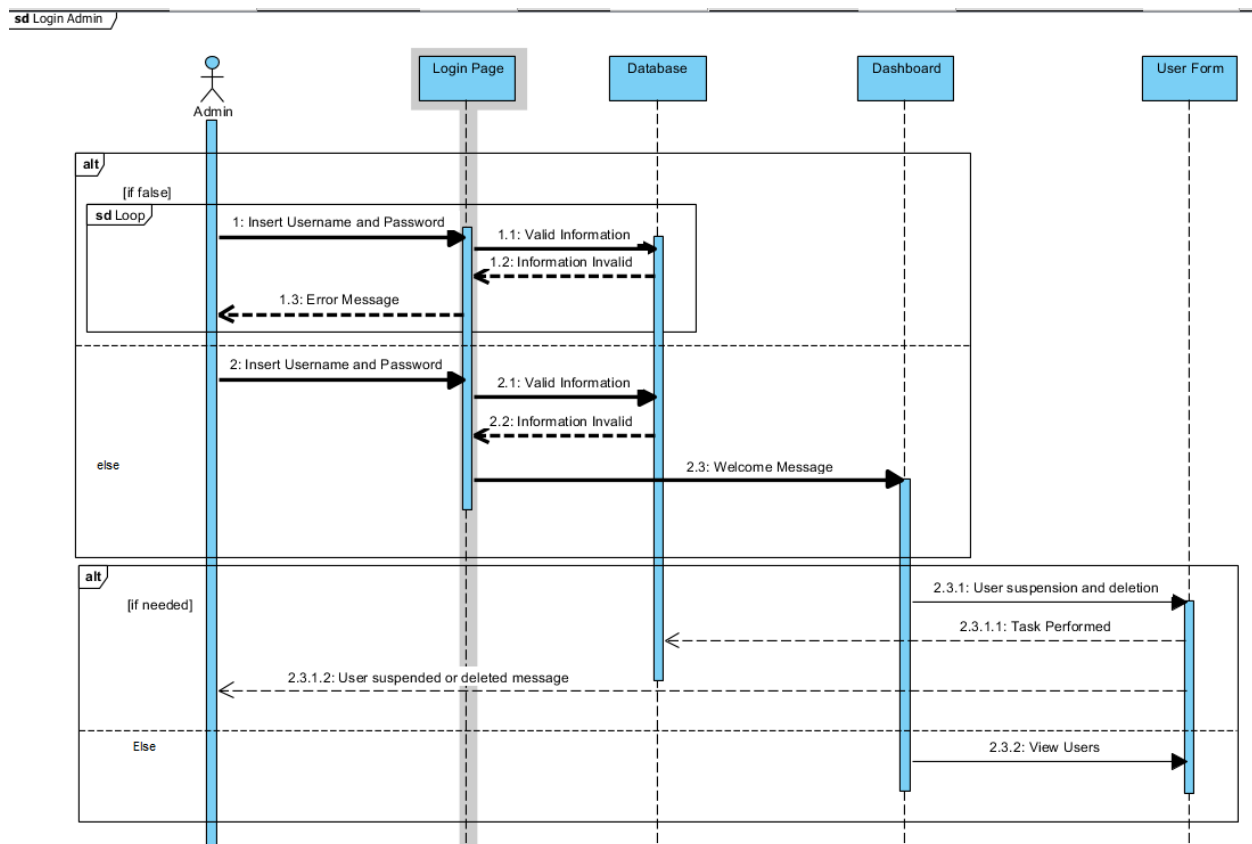 sd Login Admin
Admin
Login Page
Database
Dashboard
User Form
alt
[if false]
sd Loop
1: Insert Username and Password
1.1: Valid Information
1.2: Information Invalid
1.3: Error Message
2: Insert Username and Password
2.1: Valid Information
2.2: Information Invalid
else
2.3: Welcome Message
alt
[if needed]
2.3.1: User suspension and deletion
2.3.1.1: Task Performed
2.3.1.2: User suspended or deleted message
Else
2.3.2: View Users